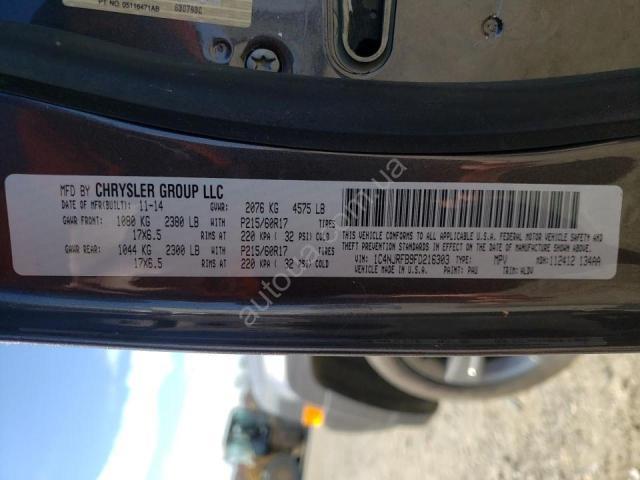 PT NO. 05116471AB
MFD BY CHRYSLER GROUP LLC
DATE OF MFR(BUILT): 11-14 GVWR: 2076 KG 4575 LB
GAWR FRONT: 1080 KG 2380 LB WITH P215/60R17 TIRES
17X6.5 RIMS AT 220 KPA ( 32 PSI) COLD
GAWR REAR: 1044 KG 2300 LB WITH P215/60R17 TIRES
17X6.5 RIMS AT 220 KPA ( 32 PSI) COLD
THIS VEHICLE CONFORMS TO ALL APPLICABLE U.S.A. FEDERAL MOTOR
VEHICLE SAFETY, BUMPER, AND THEFT PREVENTION STANDARDS
IN EFFECT ON THE DATE OF MANUFACTURE SHOWN ABOVE.
VIN: 1C4NJRFB9FD216303 TYPE: MPV MDH: 112412 134AA
VEHICLE MADE IN U.S.A. PAINT: PAU TRIM: ALDV
autocom.ua